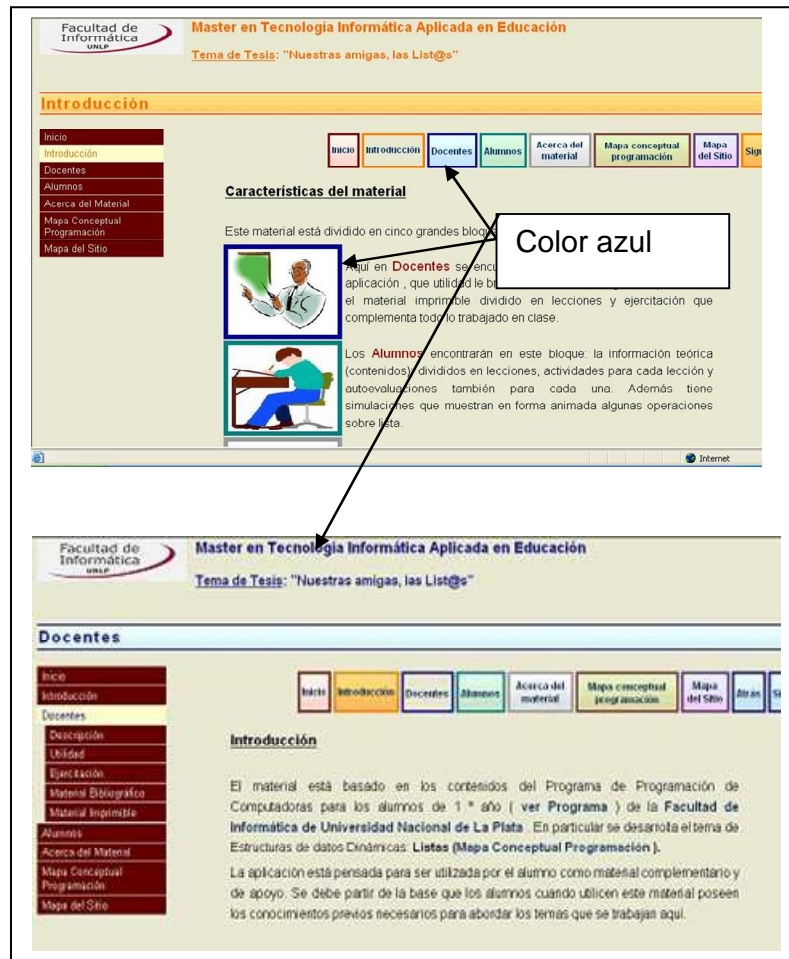 Facultad de
Informática
UNLP
Master en Tecnología Informática Aplicada en Educación
Tema de Tesis: "Nuestras amigas, las List@s"
Introducción
Inicio
Introducción
Docentes
Alumnos
Acerca del Material
Mapa Conceptual
Programación
Mapa del Sitio
Inicio
Introducción
Docentes
Alumnos
Acerca del
material
Mapa conceptual
programación
Mapa
del Sitio
Sigu
Características del material
Este material está dividido en cinco grandes bloque
Color azul
Aquí en Docentes se encu
aplicación , que utilidad le br
el material imprimible dividido en lecciones y ejercitación que
complementa todo lo trabajado en clase.
Los Alumnos encontrarán en este bloque: la información teórica
(contenidos) divididos en lecciones, actividades para cada lección y
autoevaluaciones también para cada una. Además tiene
simulaciones que muestran en forma animada algunas operaciones
sobre lista.
Internet
Facultad de
Informática
UNLP
Master en Tecnología Informática Aplicada en Educación
Tema de Tesis: "Nuestras amigas, las List@s"
Docentes
Inicio
Introducción
Docentes
Descripción
Utilidad
Ejercitación
Material Bibliográfico
Material Imprimible
Alumnos
Acerca del Material
Mapa Conceptual
Programación
Mapa del Sitio
Inicio
Introducción
Docentes
Alumnos
Acerca del
material
Mapa conceptual
programación
Mapa
del Sitio
Atras
Introducción
El material está basado en los contenidos del Programa de Programación de
Computadoras para los alumnos de 1 º año ( ver Programa ) de la Facultad de
Informática de Universidad Nacional de La Plata . En particular se desarrolla el tema de
Estructuras de datos Dinámicas: Listas (Mapa Conceptual Programación ).
La aplicación está pensada para ser utilizada por el alumno como material complementario y
de apoyo. Se debe partir de la base que los alumnos cuando utilicen este material poseen
los conocimientos previos necesarios para abordar los temas que se trabajan aquí.